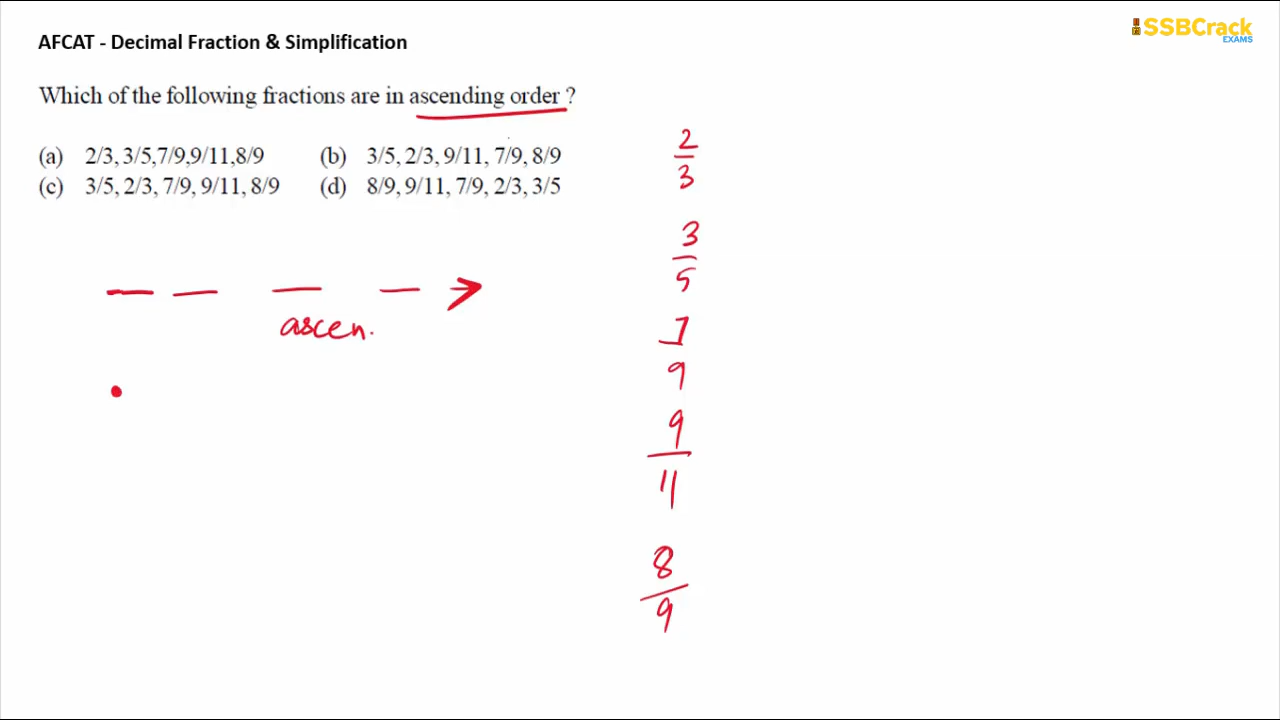 AFCAT - Decimal Fraction & Simplification
SSBCrack
EXAMS
Which of the following fractions are in ascending order ?
(a) 2/3, 3/5,7/9,9/11,8/9 (b) 3/5, 2/3, 9/11, 7/9, 8/9
(c) 3/5, 2/3, 7/9, 9/11, 8/9 (d) 8/9, 9/11, 7/9, 2/3, 3/5
2
3
3
5
ascen.
7
9
9
11
8
9